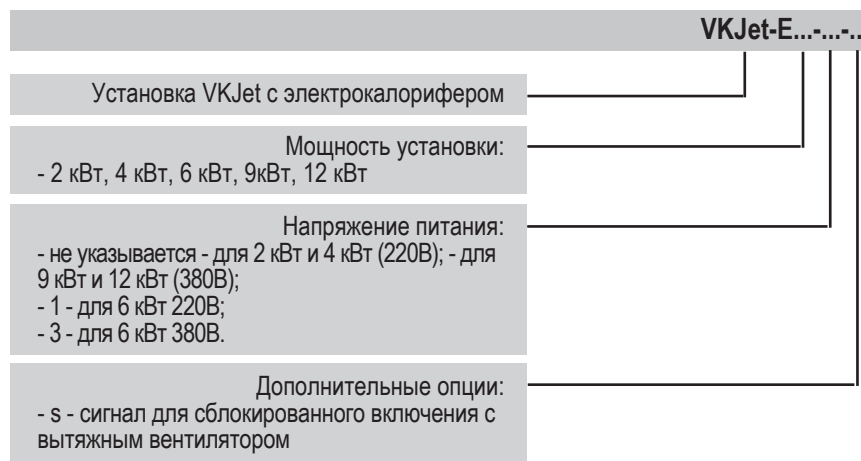 VKJet-E...-...-..
Установка VKJet с электрокалорифером
Мощность установки:
- 2 кВт, 4 кВт, 6 кВт, 9кВт, 12 кВт
Напряжение питания:
- не указывается - для 2 кВт и 4 кВт (220В); - для
9 кВт и 12 кВт (380В);
- 1 - для 6 кВт 220В;
- 3 - для 6 кВт 380В.
Дополнительные опции:
- s - сигнал для сблокированного включения с
вытяжным вентилятором